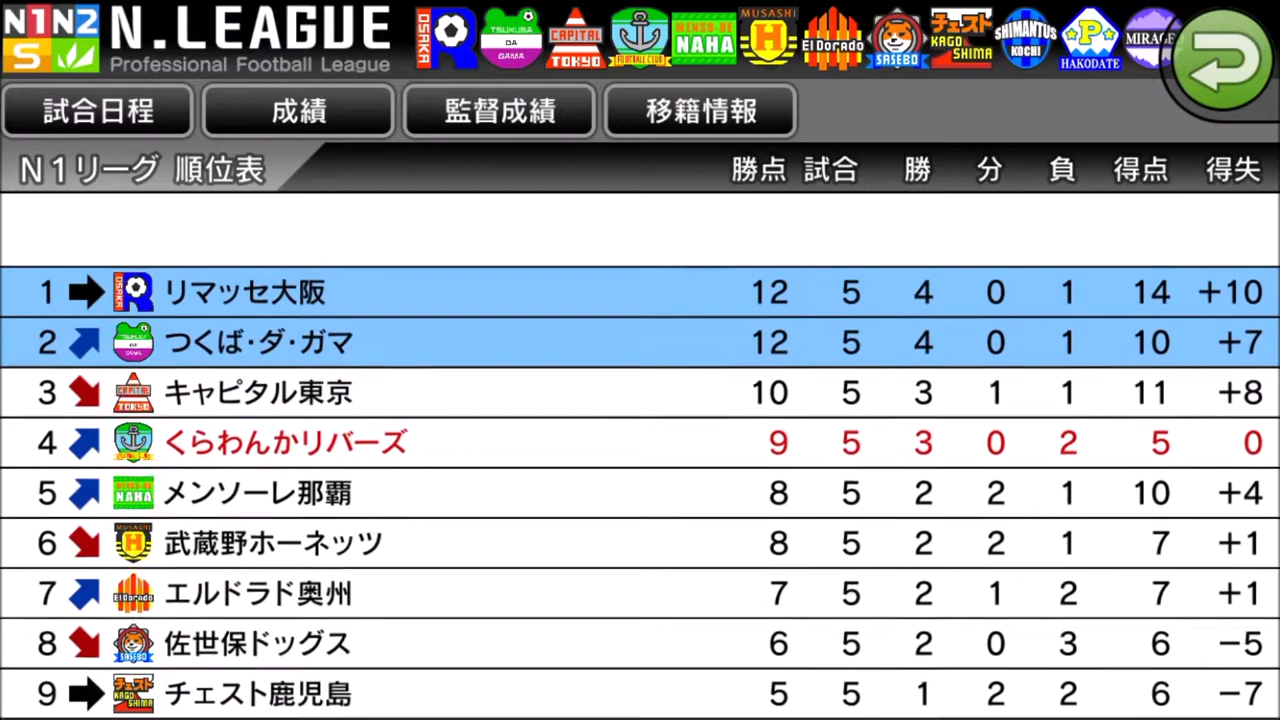 N1 N2 S N.LEAGUE
Professional Football League
OSAKA R TSUKUBA DA GAMA CAPITAL TOKYO FOOTBALL CLUB MENSO-RE NAHA MUSASHI H El Dorado SASEBO チェスト KAGO SHIMA SHIMANTUS KOCHI P HAKODATE MIRAGE
試合日程 成績 監督成績 移籍情報
N1リーグ 順位表 勝点 試合 勝 分 負 得点 得失
1 リマッセ大阪 12 5 4 0 1 14 +10
2 つくば・ダ・ガマ 12 5 4 0 1 10 +7
3 キャピタル東京 10 5 3 1 1 11 +8
4 くらわんかリバーズ 9 5 3 0 2 5 0
5 メンソーレ那覇 8 5 2 2 1 10 +4
6 武蔵野ホーネッツ 8 5 2 2 1 7 +1
7 エルドラド奥州 7 5 2 1 2 7 +1
8 佐世保ドッグス 6 5 2 0 3 6 −5
9 チェスト鹿児島 5 5 1 2 2 6 −7